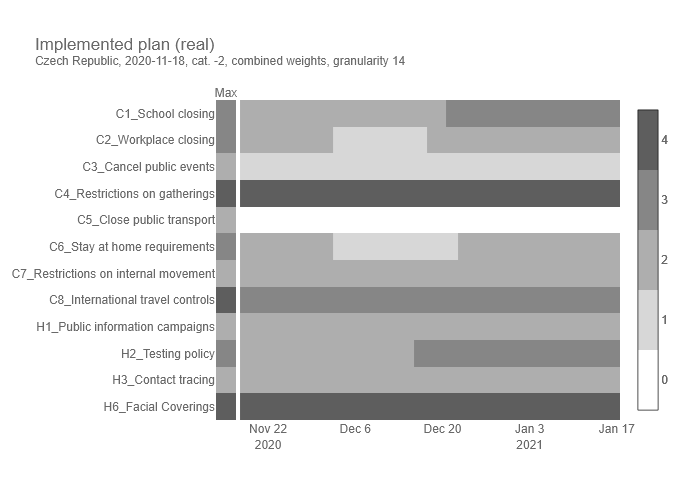 Implemented plan (real)
Czech Republic, 2020-11-18, cat. -2, combined weights, granularity 14
Max
C1_School closing
C2_Workplace closing
C3_Cancel public events
C4_Restrictions on gatherings
C5_Close public transport
C6_Stay at home requirements
C7_Restrictions on internal movement
C8_International travel controls
H1_Public information campaigns
H2_Testing policy
H3_Contact tracing
H6_Facial Coverings
4
3
2
1
0
Nov 22 Dec 6 Dec 20 Jan 3 Jan 17
2020 2021